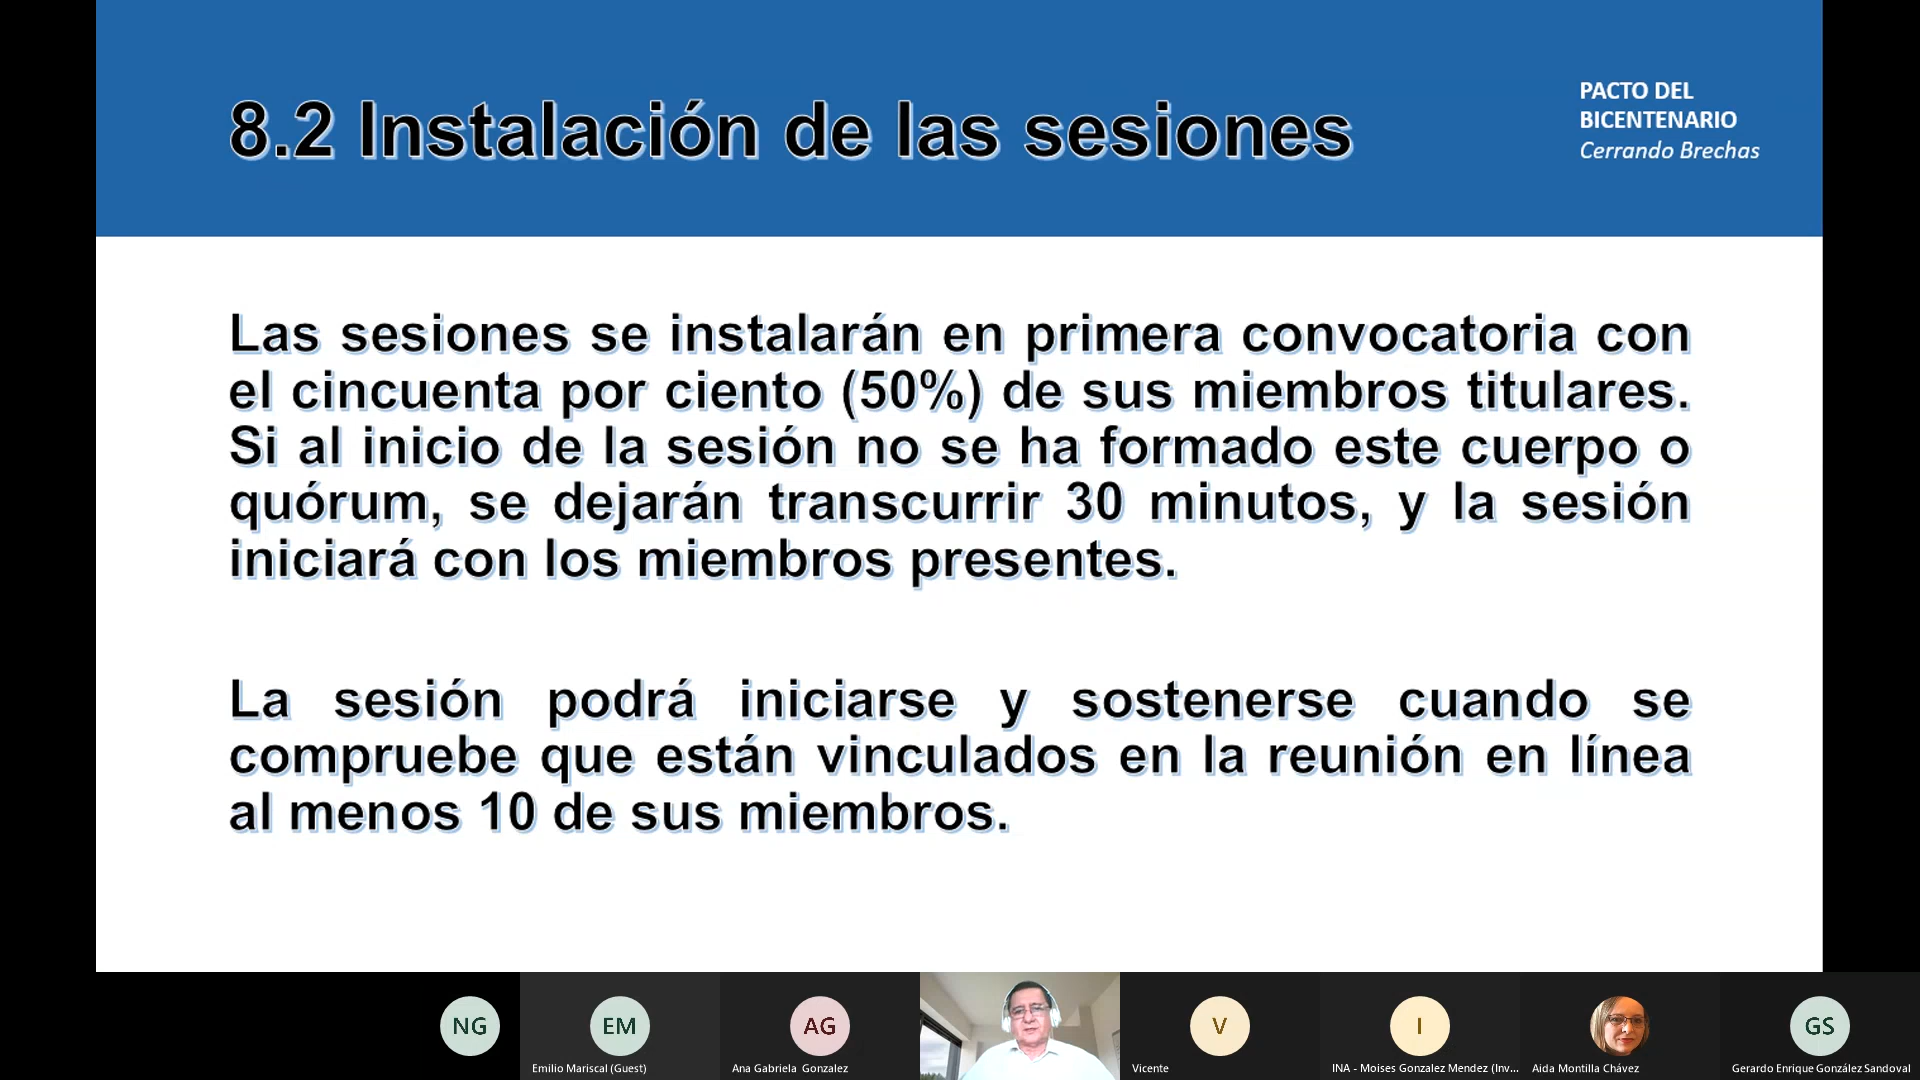 8.2 Instalación de las sesiones
PACTO DEL
BICENTENARIO
Cerrando Brechas
Las sesiones se instalarán en primera convocatoria con
el cincuenta por ciento (50%) de sus miembros titulares.
Si al inicio de la sesión no se ha formado este cuerpo o
quórum, se dejarán transcurrir 30 minutos, y la sesión
iniciará con los miembros presentes.
La sesión podrá iniciarse y sostenerse cuando se
compruebe que están vinculados en la reunión en línea
al menos 10 de sus miembros.
NG
EM
AG
V
I
GS
Emilio Mariscal (Guest)
Ana Gabriela Gonzalez
Vicente
INA - Moises Gonzalez Mendez (Inv...
Aida Montilla Chávez
Gerardo Enrique González Sandoval